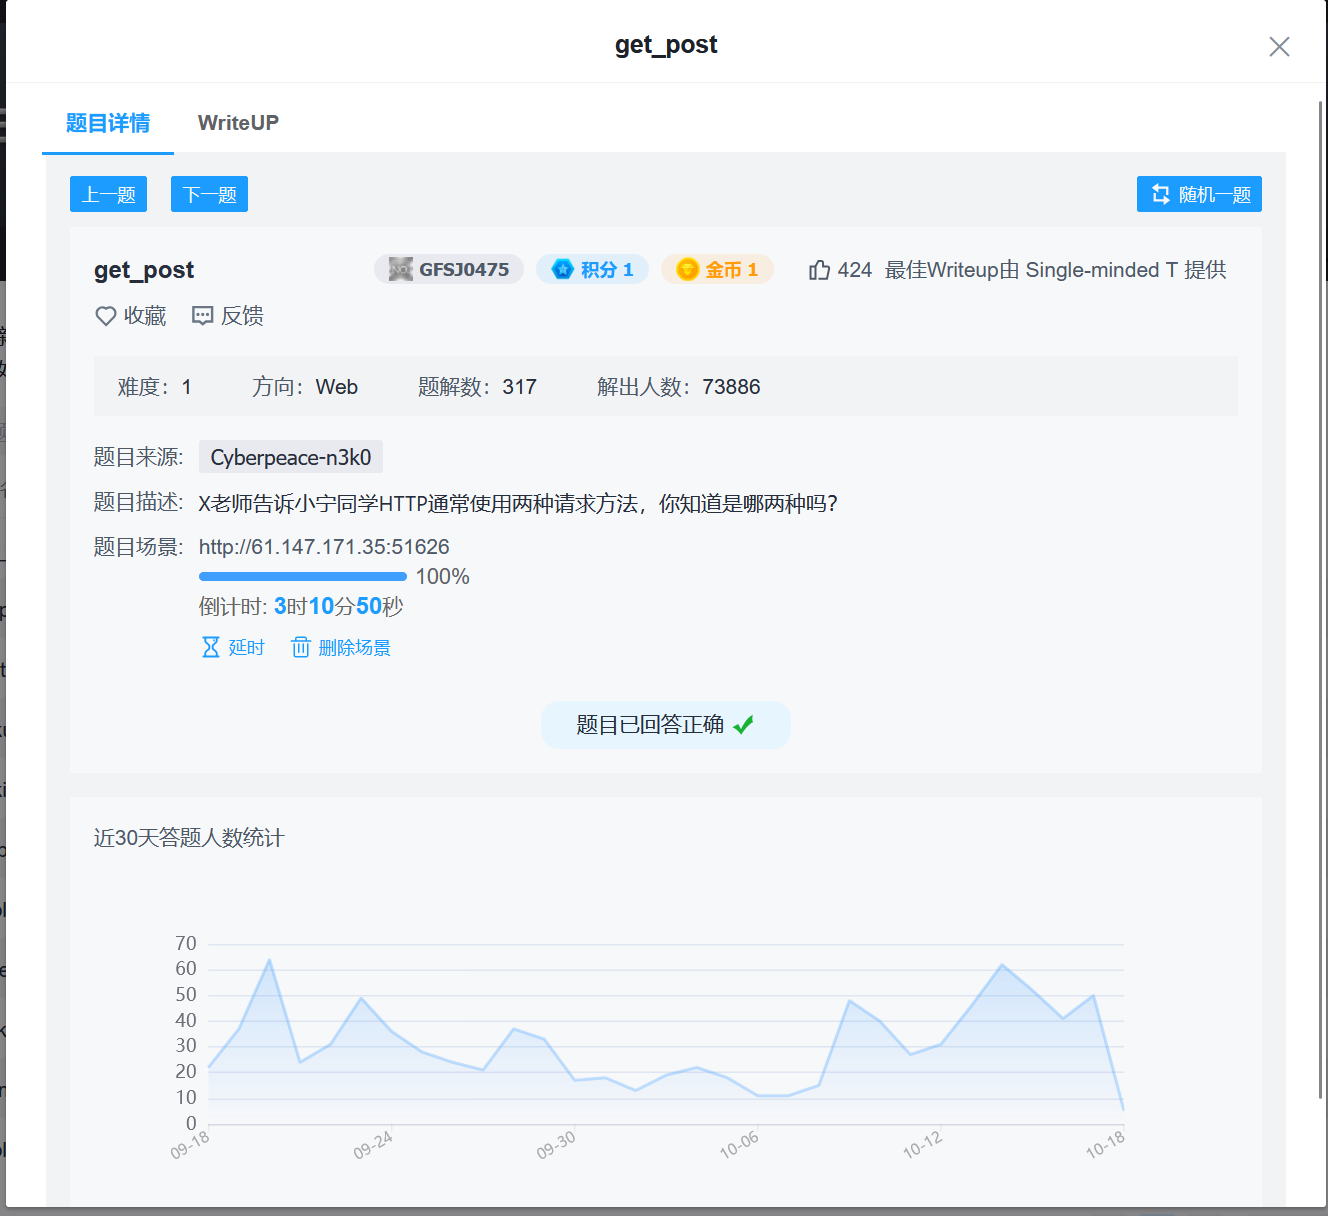 get_post
题目详情 WriteUP
上一题 下一题 随机一题
get_post GFSJ0475 积分 1 金币 1 424 最佳Writeup由 Single-minded T 提供
收藏 反馈
难度：1 方向：Web 题解数：317 解出人数：73886
题目来源: Cyberpeace-n3k0
题目描述: X老师告诉小宁同学HTTP通常使用两种请求方法，你知道是哪两种吗？
题目场景: http://61.147.171.35:51626
100%
倒计时: 3时10分50秒
延时 删除场景
题目已回答正确
近30天答题人数统计
70
60
50
40
30
20
10
0
09-18 09-24 09-30 10-06 10-12 10-18